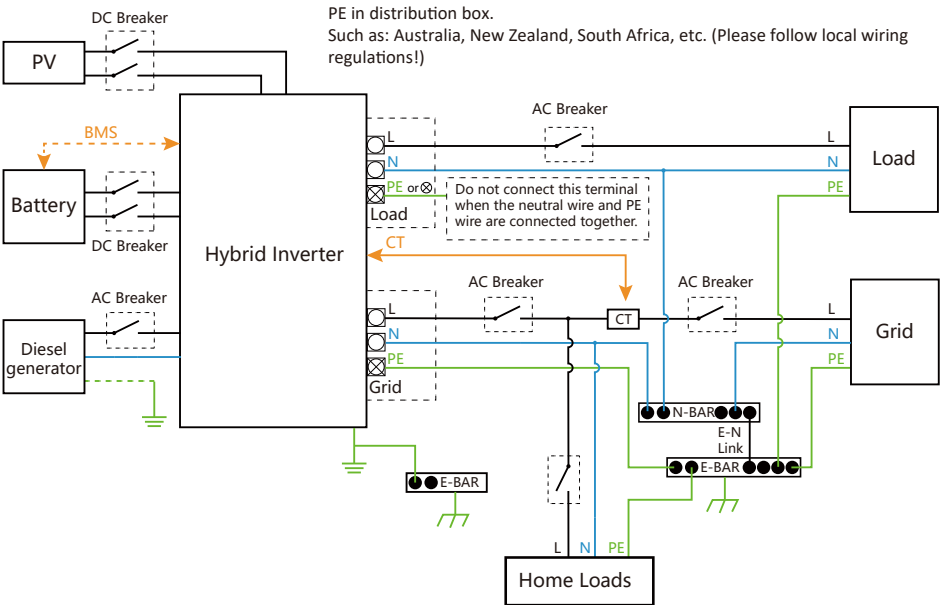 PE in distribution box.
Such as: Australia, New Zealand, South Africa, etc. (Please follow local wiring
regulations!)
DC Breaker
PV
AC Breaker
L
N
PE
Load
BMS
Battery
DC Breaker
Hybrid Inverter
L
N
PE or
Load
Do not connect this terminal
when the neutral wire and PE
wire are connected together.
CT
AC Breaker
Diesel
generator
AC Breaker
CT
AC Breaker
L
N
PE
Grid
L
N
PE
Grid
N-BAR
E-N
Link
E-BAR
E-BAR
L
N
PE
Home Loads